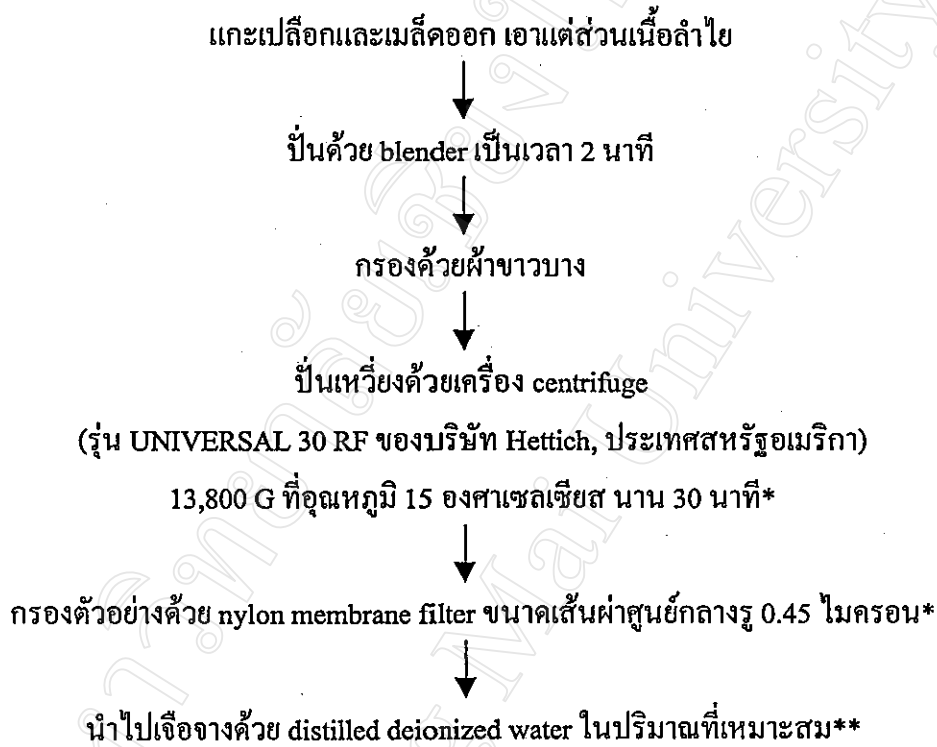 แกะเปลือกและเมล็ดออก เอาแต่ส่วนเนื้อลำไย
ปั่นด้วย blender เป็นเวลา 2 นาที
กรองด้วยผ้าขาวบาง
ปั่นเหวี่ยงด้วยเครื่อง centrifuge
(รุ่น UNIVERSAL 30 RF ของบริษัท Hettich, ประเทศสหรัฐอเมริกา)
13,800 G ที่อุณหภูมิ 15 องศาเซลเซียส นาน 30 นาที*
กรองตัวอย่างด้วย nylon membrane filter ขนาดเส้นผ่าศูนย์กลางรู 0.45 ไมครอน*
นำไปเจือจางด้วย distilled deionized water ในปริมาณที่เหมาะสม**
Mai University